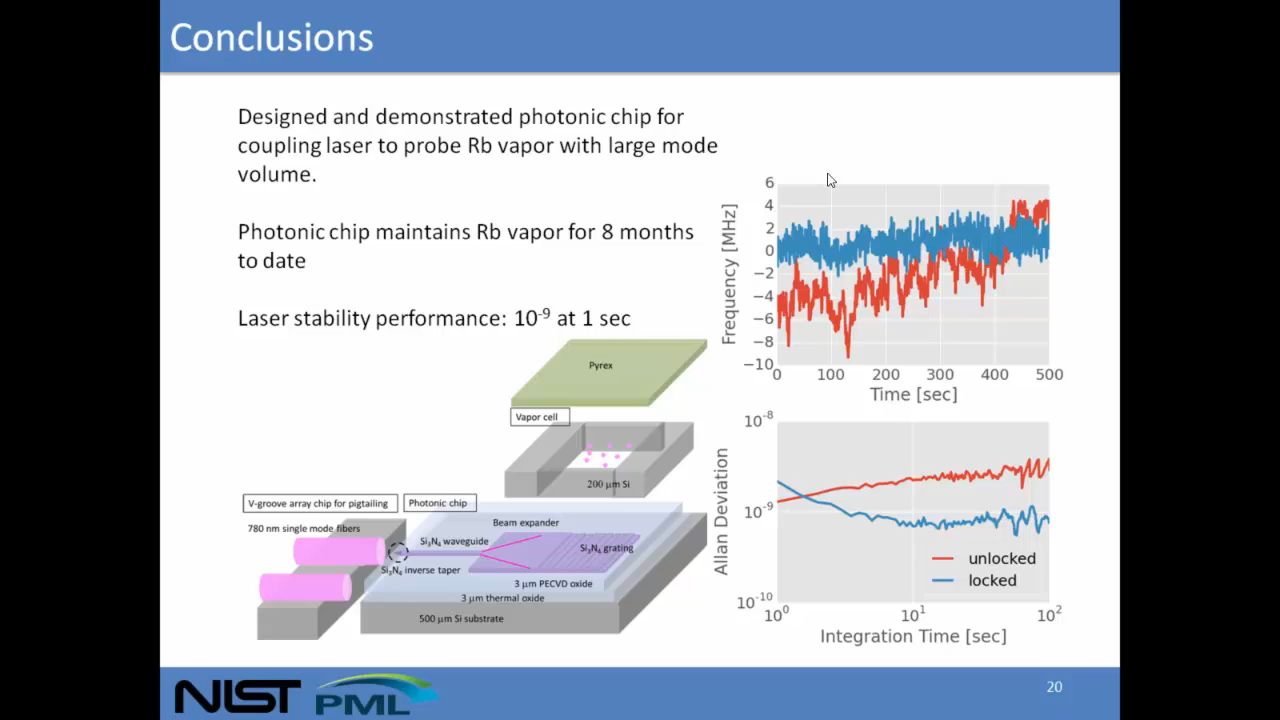 Conclusions
Designed and demonstrated photonic chip for
coupling laser to probe Rb vapor with large mode
volume.
Photonic chip maintains Rb vapor for 8 months
to date
Laser stability performance: 10⁻⁹ at 1 sec
Pyrex
Vapor cell
200 µm Si
V-groove array chip for pigtailing
Photonic chip
780 nm single mode fibers
Beam expander
Si₃N₄ waveguide
Si₃N₄ grating
Si₃N₄ inverse taper
3 µm PECVD oxide
3 µm thermal oxide
500 µm Si substrate
Frequency [MHz]
6
4
2
0
−2
−4
−6
−8
−10
0 100 200 300 400 500
Time [sec]
Allan Deviation
10⁻⁸
10⁻⁹
10⁻¹⁰
unlocked
locked
10⁰ 10¹ 10²
Integration Time [sec]
NIST PML
20